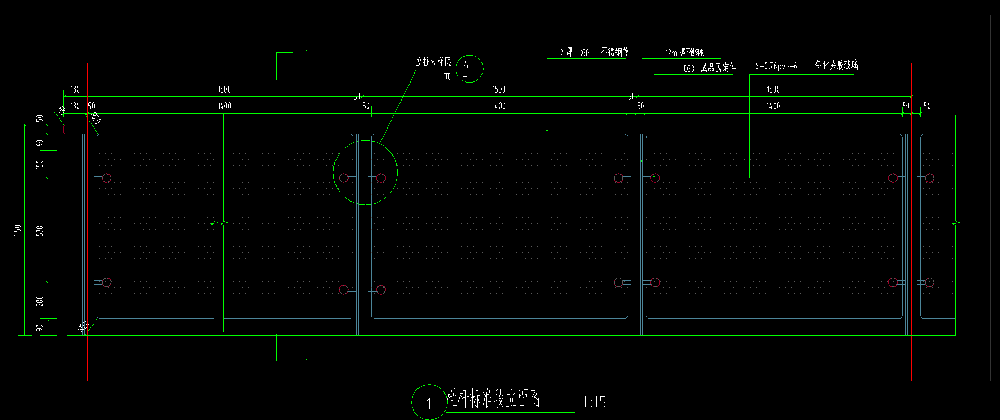 1
2 厚 D50 不锈钢管
12mm厚不锈钢板
立柱大样图 4
D50 成品固定件
6+0.76pvb+6 钢化夹胶玻璃
TD -
130 1500 1500 1500
50 50
130 50 1400 50 1400 50 1400 50 50
R5
R20
50
90
150
570
1150
200
90
R20
1
1 栏杆标准段立面图 1 1:15